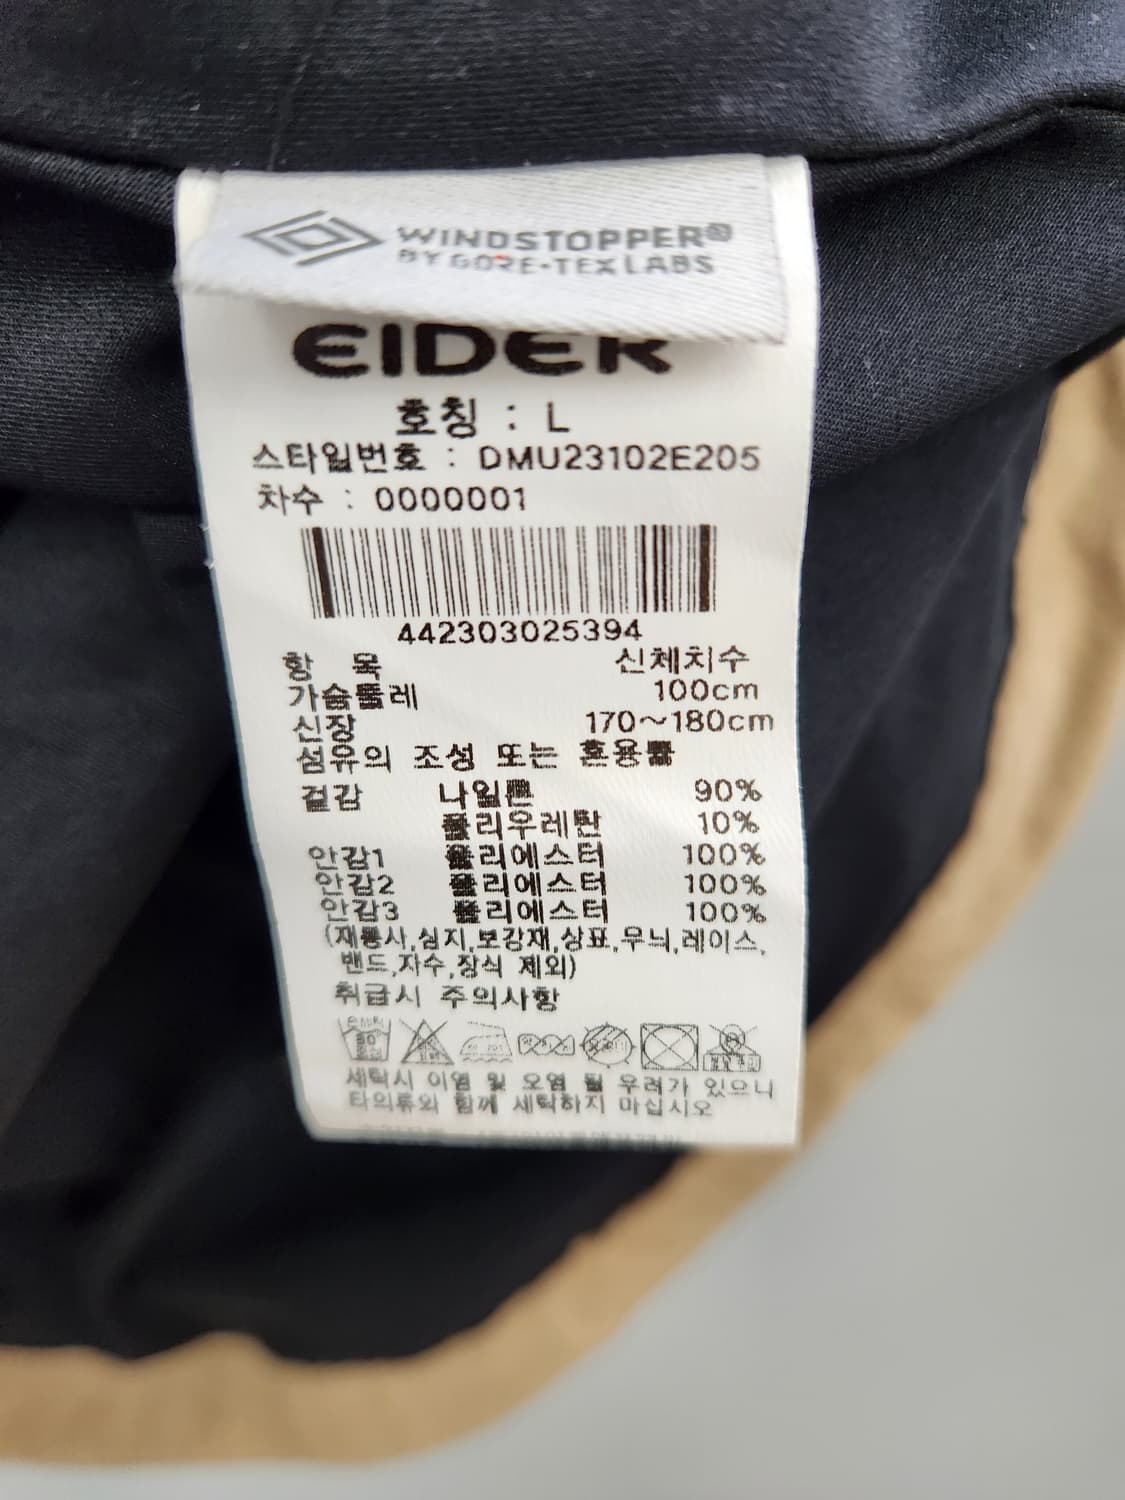 WINDSTOPPER®
BY GORE-TEX LABS
EIDER
호칭 : L
스타일번호 : DMU23102E205
차수 : 0000001
442303025394
항 목 신체치수
가슴둘레 100cm
신장 170~180cm
섬유의 조성 또는 혼용률
겉감 나일론 90%
폴리우레탄 10%
안감1 폴리에스터 100%
안감2 폴리에스터 100%
안감3 폴리에스터 100%
(재봉사,심지,보강재,상표,무늬,레이스,
밴드,자수,장식 제외)
취급시 주의사항
세탁시 이염 및 오염 될 우려가 있으니
타의류와 함께 세탁하지 마십시오